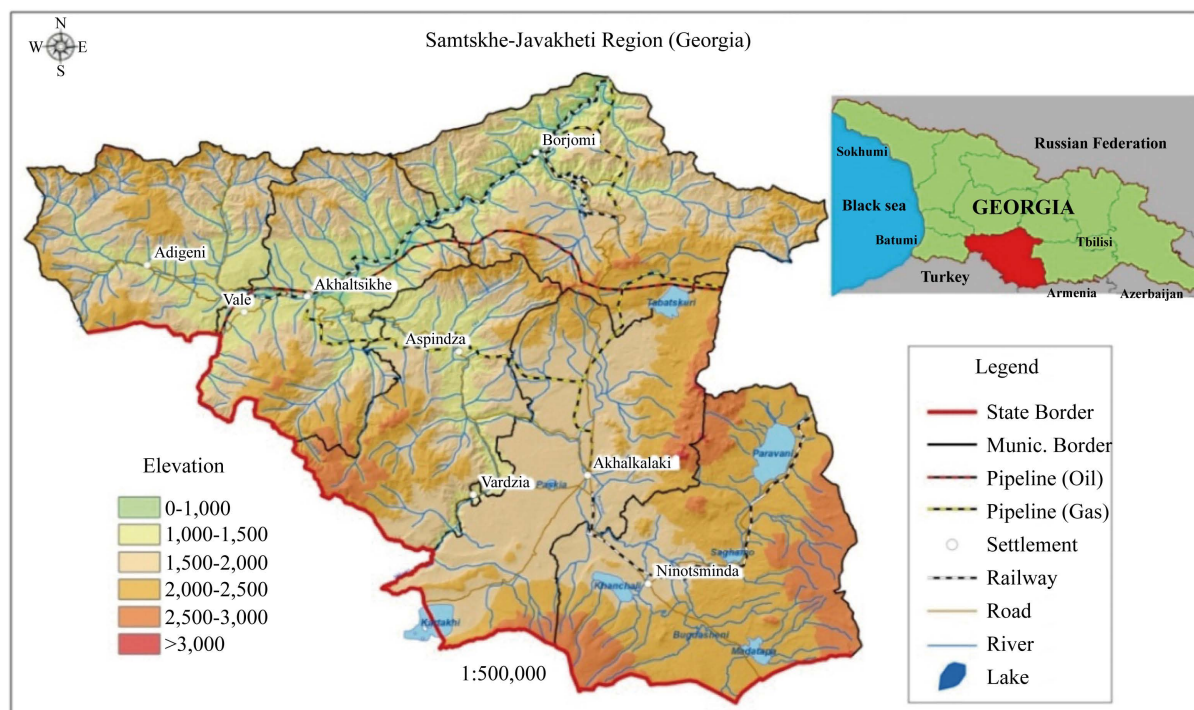 Samtskhe-Javakheti Region (Georgia)
N
W E
S
Borjomi
Adigeni
Akhaltsikhe
Vale
Aspindza
Tabatskuri
Akhalkalaki
Paravani
Vardzia
Saghamo
Ninotsminda
Khanchali
Kartsakhi
Bugdasheni
Madatapa
1:500,000
Elevation
0-1,000
1,000-1,500
1,500-2,000
2,000-2,500
2,500-3,000
>3,000
Sokhumi
Russian Federation
Black sea
GEORGIA
Batumi
Tbilisi
Turkey
Armenia
Azerbaijan
Legend
State Border
Munic. Border
Pipeline (Oil)
Pipeline (Gas)
Settlement
Railway
Road
River
Lake